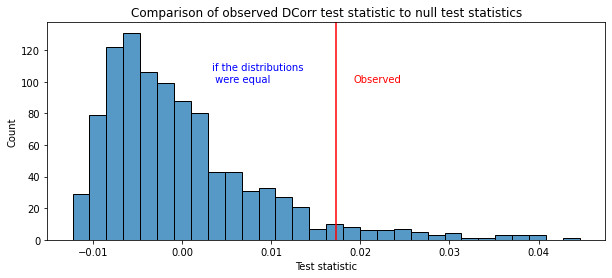 Comparison of observed DCorr test statistic to null test statistics
120
100
80
60
40
20
0
Count
if the distributions
were equal
Observed
−0.01
0.00
0.01
0.02
0.03
0.04
Test statistic